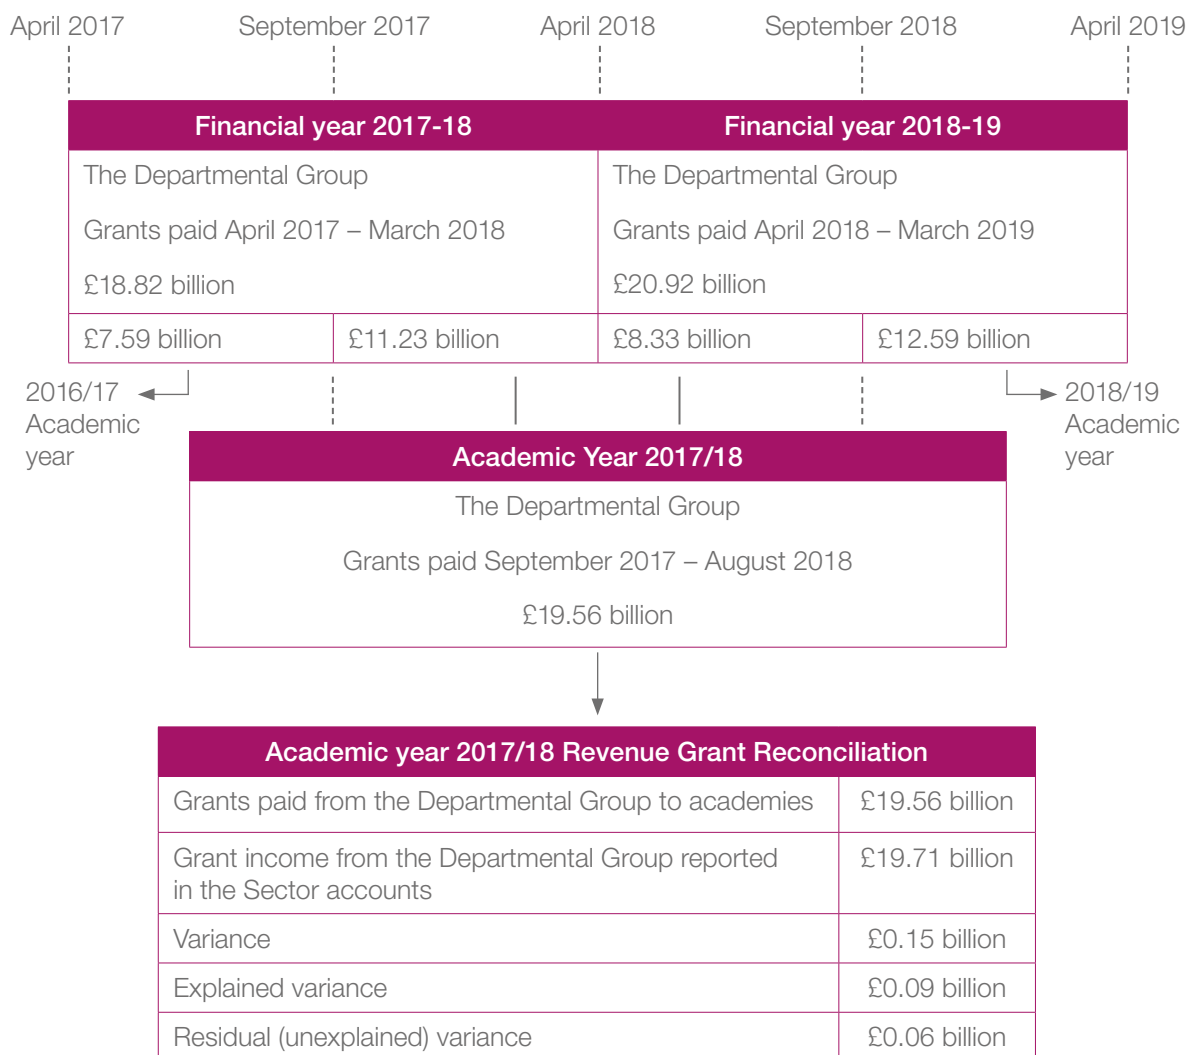 April 2017 September 2017 April 2018 September 2018 April 2019
Financial year 2017-18 Financial year 2018-19
The Departmental Group The Departmental Group
Grants paid April 2017 – March 2018 Grants paid April 2018 – March 2019
£18.82 billion £20.92 billion
£7.59 billion £11.23 billion £8.33 billion £12.59 billion
2016/17
Academic
year
2018/19
Academic
year
Academic Year 2017/18
The Departmental Group
Grants paid September 2017 – August 2018
£19.56 billion
Academic year 2017/18 Revenue Grant Reconciliation
Grants paid from the Departmental Group to academies £19.56 billion
Grant income from the Departmental Group reported £19.71 billion
in the Sector accounts
Variance £0.15 billion
Explained variance £0.09 billion
Residual (unexplained) variance £0.06 billion